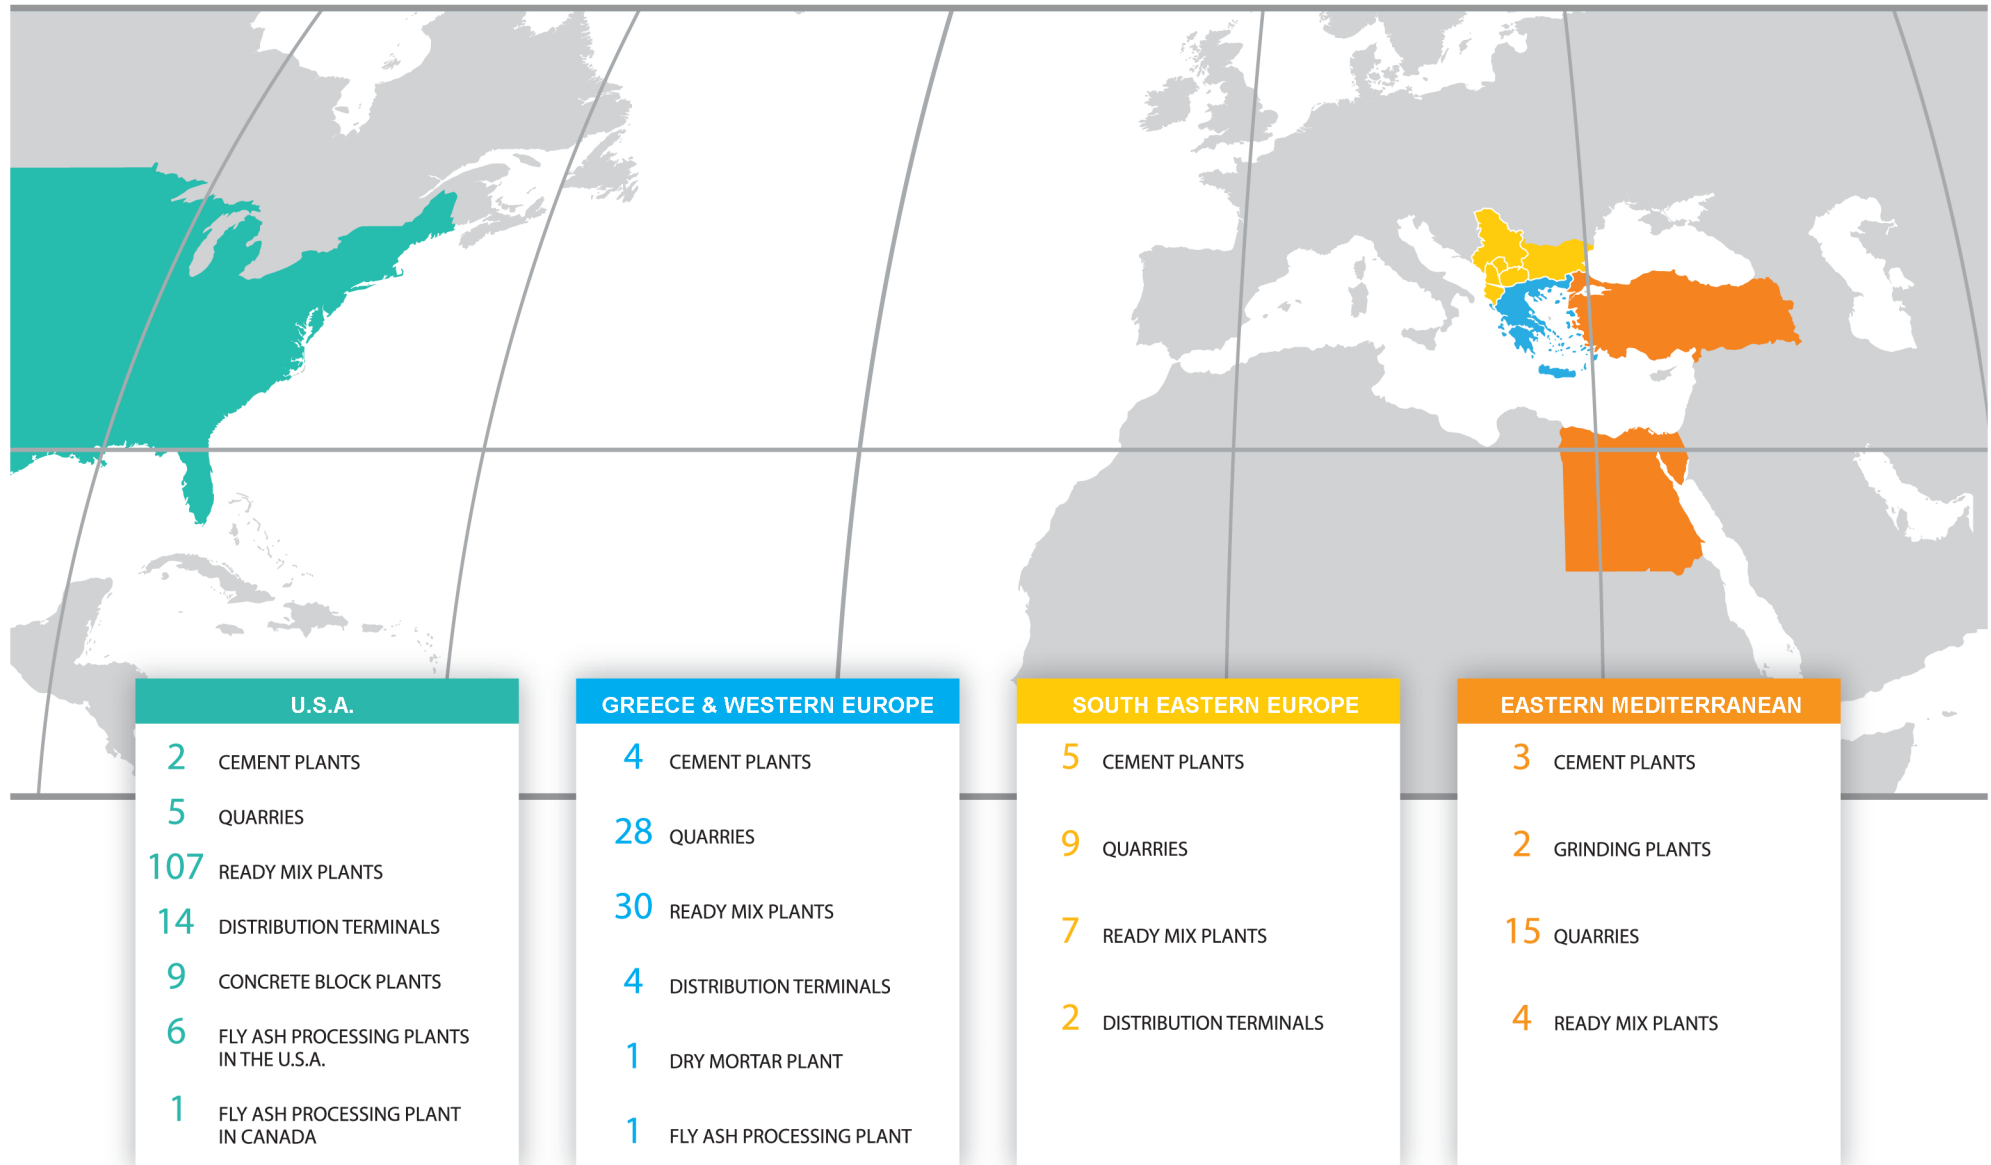 U.S.A.
2 CEMENT PLANTS
5 QUARRIES
107 READY MIX PLANTS
14 DISTRIBUTION TERMINALS
9 CONCRETE BLOCK PLANTS
6 FLY ASH PROCESSING PLANTS
IN THE U.S.A.
1 FLY ASH PROCESSING PLANT
IN CANADA
GREECE & WESTERN EUROPE
4 CEMENT PLANTS
28 QUARRIES
30 READY MIX PLANTS
4 DISTRIBUTION TERMINALS
1 DRY MORTAR PLANT
1 FLY ASH PROCESSING PLANT
SOUTH EASTERN EUROPE
5 CEMENT PLANTS
9 QUARRIES
7 READY MIX PLANTS
2 DISTRIBUTION TERMINALS
EASTERN MEDITERRANEAN
3 CEMENT PLANTS
2 GRINDING PLANTS
15 QUARRIES
4 READY MIX PLANTS